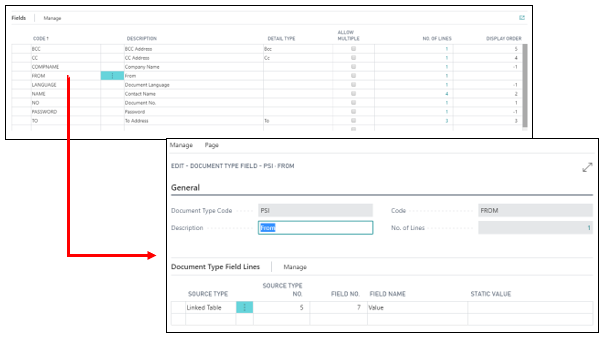 Fields Manage
CODE↑ DESCRIPTION DETAIL TYPE ALLOW MULTIPLE NO. OF LINES DISPLAY ORDER
BCC BCC Address Bcc 1 5
CC CC Address Cc 1 4
COMPNAME Company Name 1 -1
FROM From 1
LANGUAGE Document Language 1 -1
NAME Contact Name 4 2
NO Document No. 1 1
PASSWORD Password 1 -1
TO To Address To 3 3
Manage Page
EDIT - DOCUMENT TYPE FIELD - PSI · FROM
General
Document Type Code PSI Code FROM
Description From No. of Lines 1
Document Type Field Lines Manage
SOURCE TYPE SOURCE TYPE NO. FIELD NO. FIELD NAME STATIC VALUE
Linked Table 5 7 Value